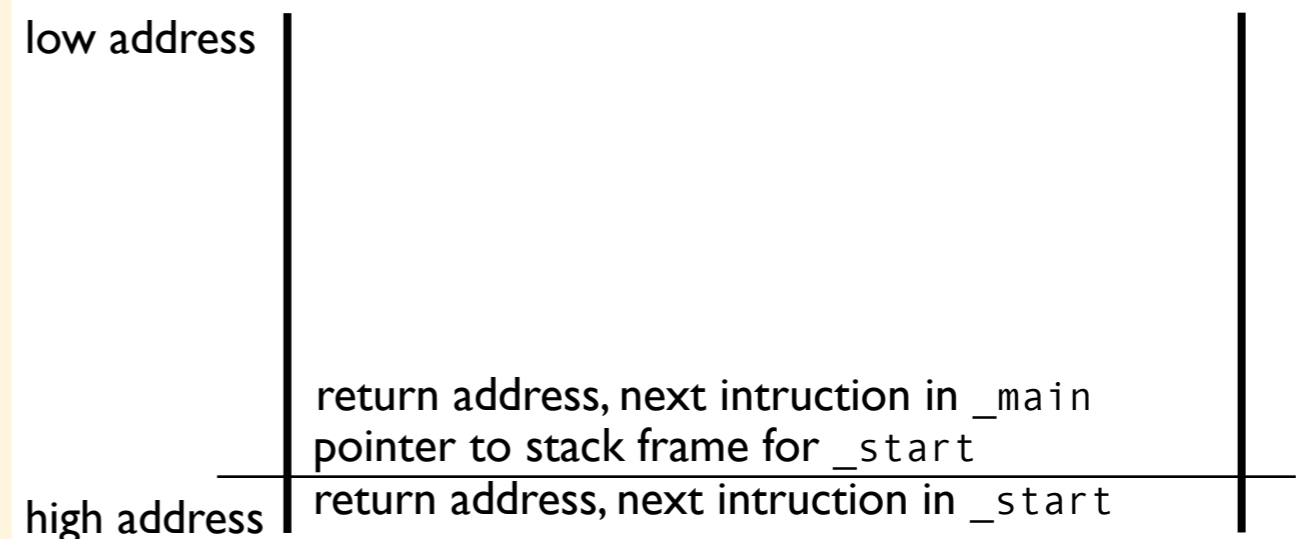 low address
return address, next intruction in _main
pointer to stack frame for _start
return address, next intruction in _start
high address